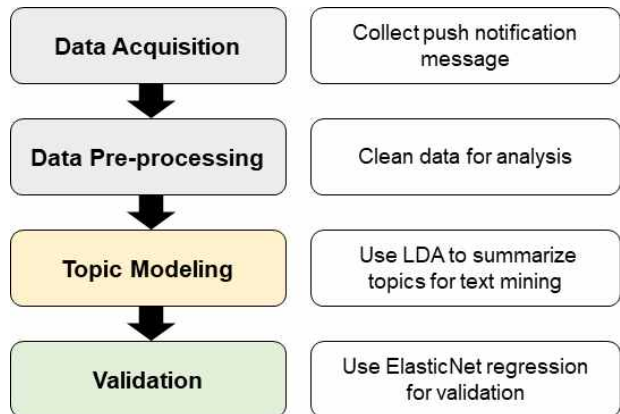 Data Acquisition
Collect push notification
message
Data Pre-processing
Clean data for analysis
Topic Modeling
Use LDA to summarize
topics for text mining
Validation
Use ElasticNet regression
for validation